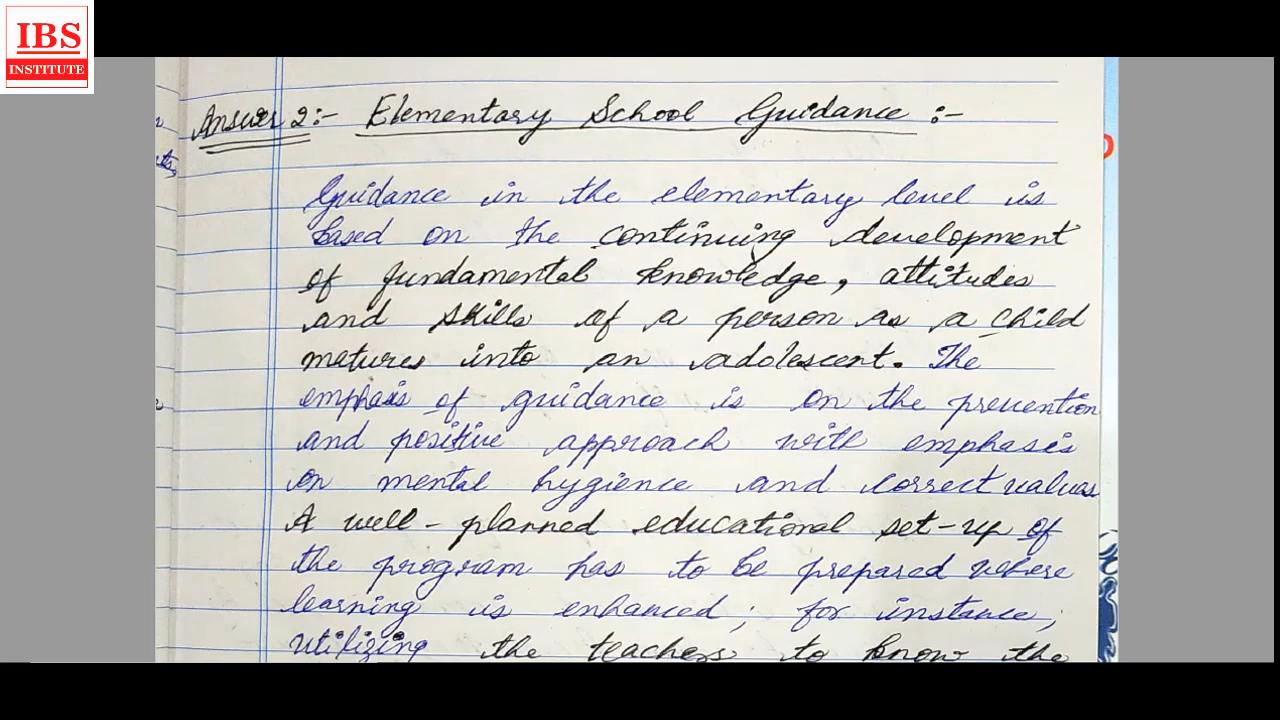 IBS
INSTITUTE
Answer 2:- Elementary School Guidance :-
Guidance in the elementary level is
based on the continuing development
of fundamental knowledge, attitudes
and skills of a person as a child
matures into an adolescent. The
emphasis of guidance is on the prevention
and positive approach with emphasis
on mental hygience and correct values
A well-planned educational set-up of
the program has to be prepared where
learning is enhanced; for instance;
utilizing the teachers to know the